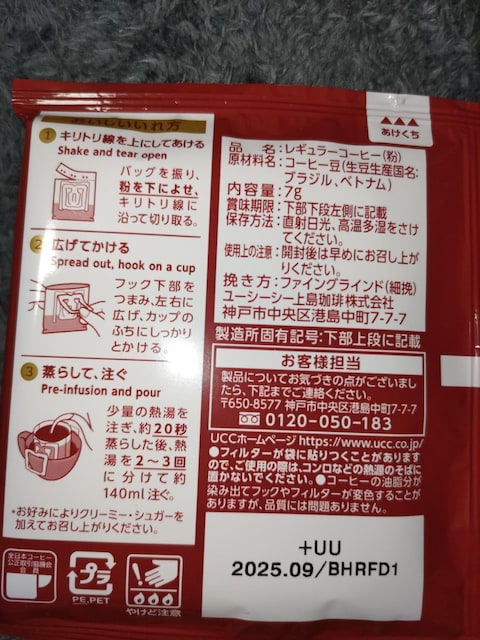 おいしいいれ方
1 キリトリ線を上にしてあける
Shake and tear open
バッグを振り、
粉を下によせ、
キリトリ線に
沿って切り取る。
2 広げてかける
Spread out, hook on a cup
フック下部を
つまみ、左右に
広げ、カップの
ふちにしっかり
とかける。
3 蒸らして、注ぐ
Pre-infusion and pour
少量の熱湯を
注ぎ、約20秒
蒸らした後、熱
湯を2〜3回
に分けて約
140ml注ぐ。
*お好みによりクリーミー・シュガーを
加えてお召し上がりください。
全日本コーヒー
公正取引協議会
会員
プラ
PE,PET
やけど注意
あけくち
品名:レギュラーコーヒー(粉)
原材料名:コーヒー豆(生豆生産国名:
ブラジル、ベトナム)
内容量:7g
賞味期限:下部下段左側に記載
保存方法:直射日光、高温多湿をさけ
てください。
使用上の注意:開封後は早めにお召し上が
りください。
挽き方:ファイングラインド(細挽)
ユーシーシー上島珈琲株式会社
神戸市中央区港島中町7-7-7
製造所固有記号:下部上段に記載
お客様担当
製品についてお気づきの点がございまし
たら、下記までご連絡ください。
〒650-8577 神戸市中央区港島中町7-7-7
0120-050-183
UCCホームページ https://www.ucc.co.jp/
●フィルターが袋に貼りつくことがあります
ので、ご使用の際は、コンロなどの熱源のそばに
置かないでください。●コーヒーの油脂分が
染み出てフックやフィルターが変色することが
ありますが、品質には問題ありません。
+UU
2025.09/BHRFD1